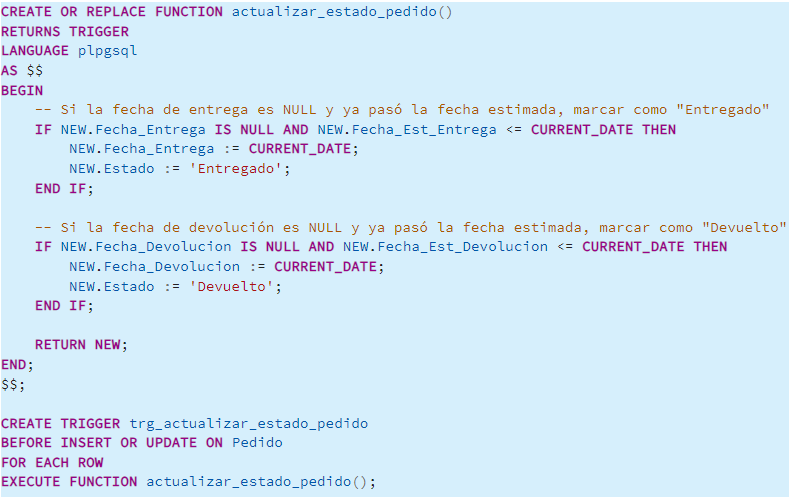 CREATE OR REPLACE FUNCTION actualizar_estado_pedido()
RETURNS TRIGGER
LANGUAGE plpgsql
AS $$
BEGIN
    -- Si la fecha de entrega es NULL y ya pasó la fecha estimada, marcar como "Entregado"
    IF NEW.Fecha_Entrega IS NULL AND NEW.Fecha_Est_Entrega <= CURRENT_DATE THEN
        NEW.Fecha_Entrega := CURRENT_DATE;
        NEW.Estado := 'Entregado';
    END IF;

    -- Si la fecha de devolución es NULL y ya pasó la fecha estimada, marcar como "Devuelto"
    IF NEW.Fecha_Devolucion IS NULL AND NEW.Fecha_Est_Devolucion <= CURRENT_DATE THEN
        NEW.Fecha_Devolucion := CURRENT_DATE;
        NEW.Estado := 'Devuelto';
    END IF;

    RETURN NEW;
END;
$$;

CREATE TRIGGER trg_actualizar_estado_pedido
BEFORE INSERT OR UPDATE ON Pedido
FOR EACH ROW
EXECUTE FUNCTION actualizar_estado_pedido();